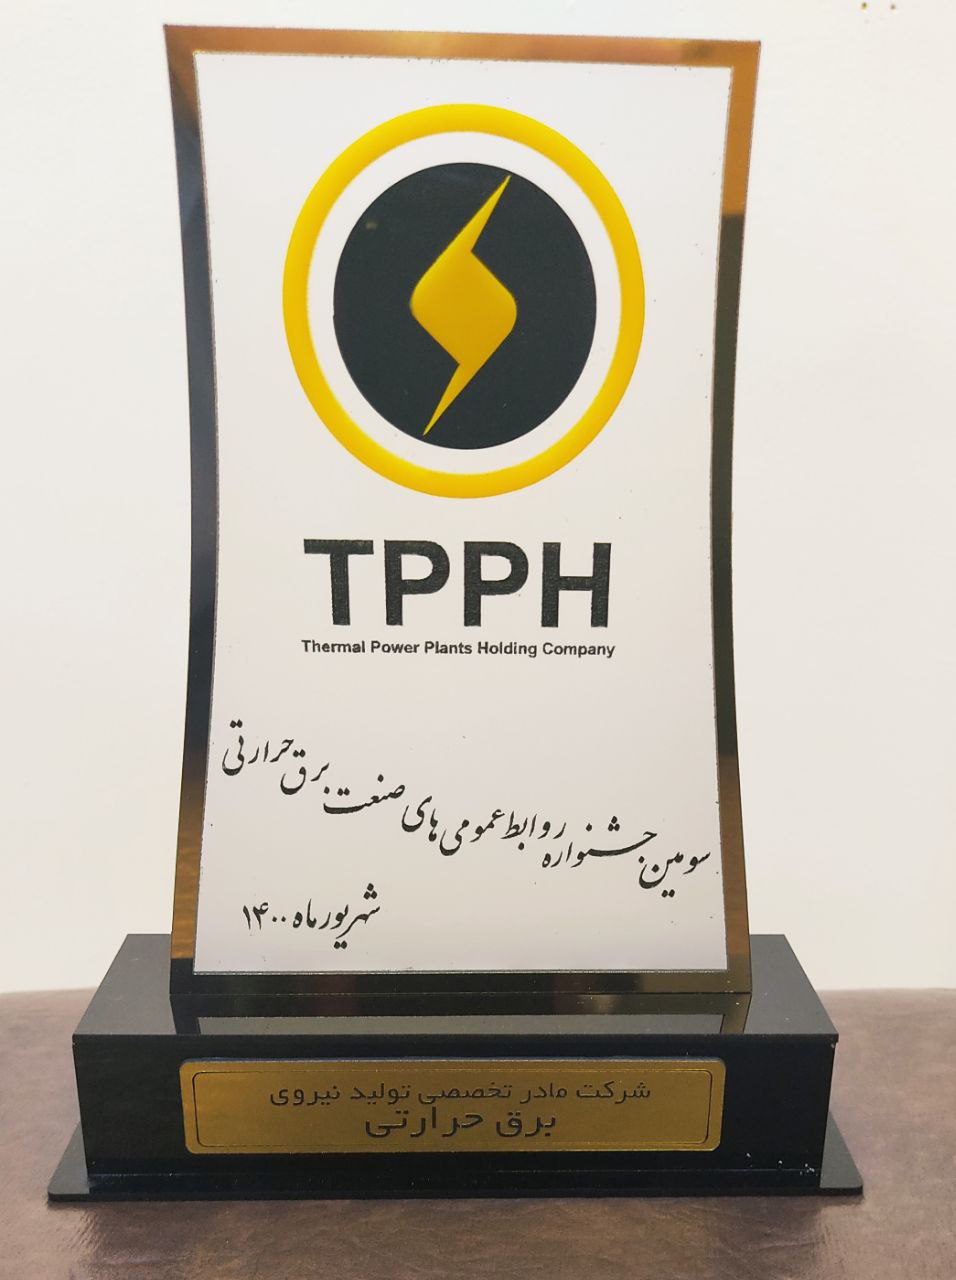 TPPH
Thermal Power Plants Holding Company
سومین جشنواره روابط عمومی های صنعت برق حرارتی
شهریور ماه ۱۴۰۰
شرکت مادر تخصصی تولید نیروی
برق حرارتی